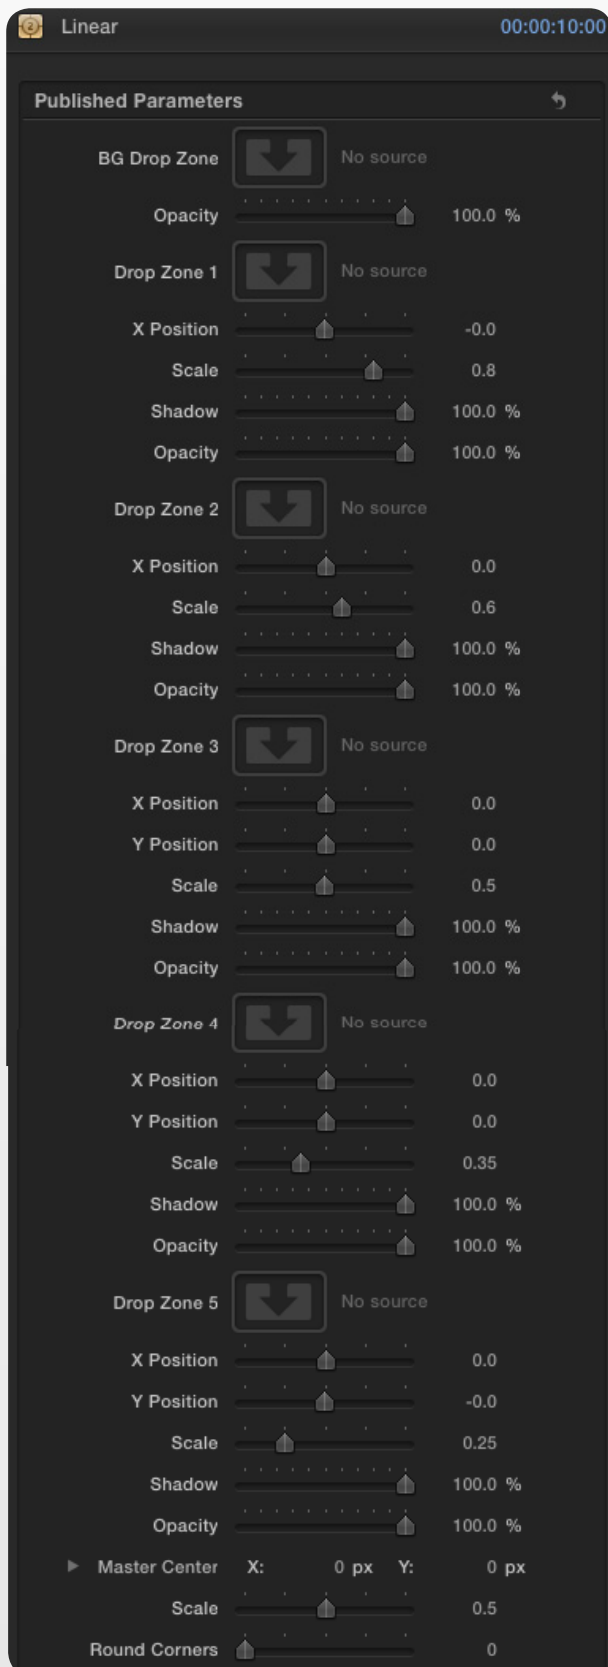 2 Linear 00:00:10:00
Published Parameters
BG Drop Zone No source
Opacity 100.0 %
Drop Zone 1 No source
X Position -0.0
Scale 0.8
Shadow 100.0 %
Opacity 100.0 %
Drop Zone 2 No source
X Position 0.0
Scale 0.6
Shadow 100.0 %
Opacity 100.0 %
Drop Zone 3 No source
X Position 0.0
Y Position 0.0
Scale 0.5
Shadow 100.0 %
Opacity 100.0 %
Drop Zone 4 No source
X Position 0.0
Y Position 0.0
Scale 0.35
Shadow 100.0 %
Opacity 100.0 %
Drop Zone 5 No source
X Position 0.0
Y Position -0.0
Scale 0.25
Shadow 100.0 %
Opacity 100.0 %
Master Center X: 0 px Y: 0 px
Scale 0.5
Round Corners 0